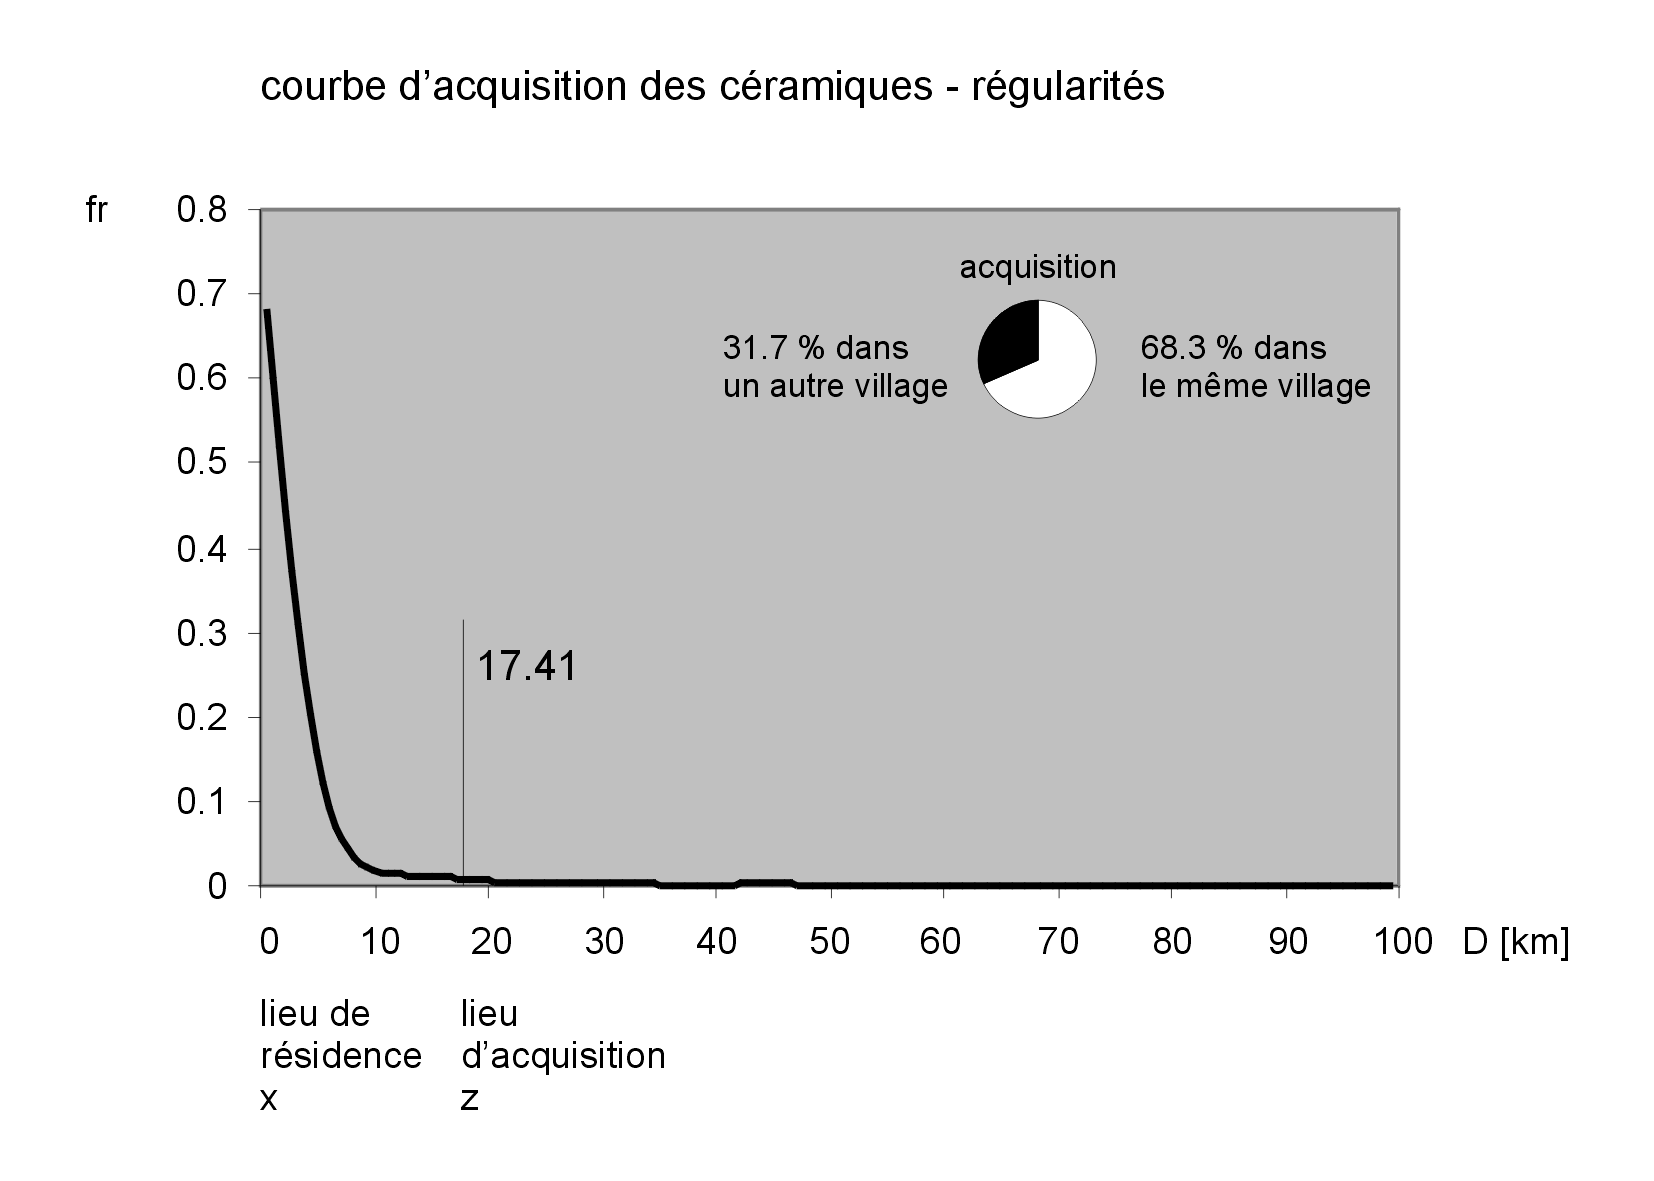 courbe d’acquisition des céramiques - régularités
fr
0.8
0.7
0.6
0.5
0.4
0.3
0.2
0.1
0
acquisition
31.7 % dans
un autre village
68.3 % dans
le même village
17.41
0 10 20 30 40 50 60 70 80 90 100 D [km]
lieu de
résidence
x
lieu
d’acquisition
z